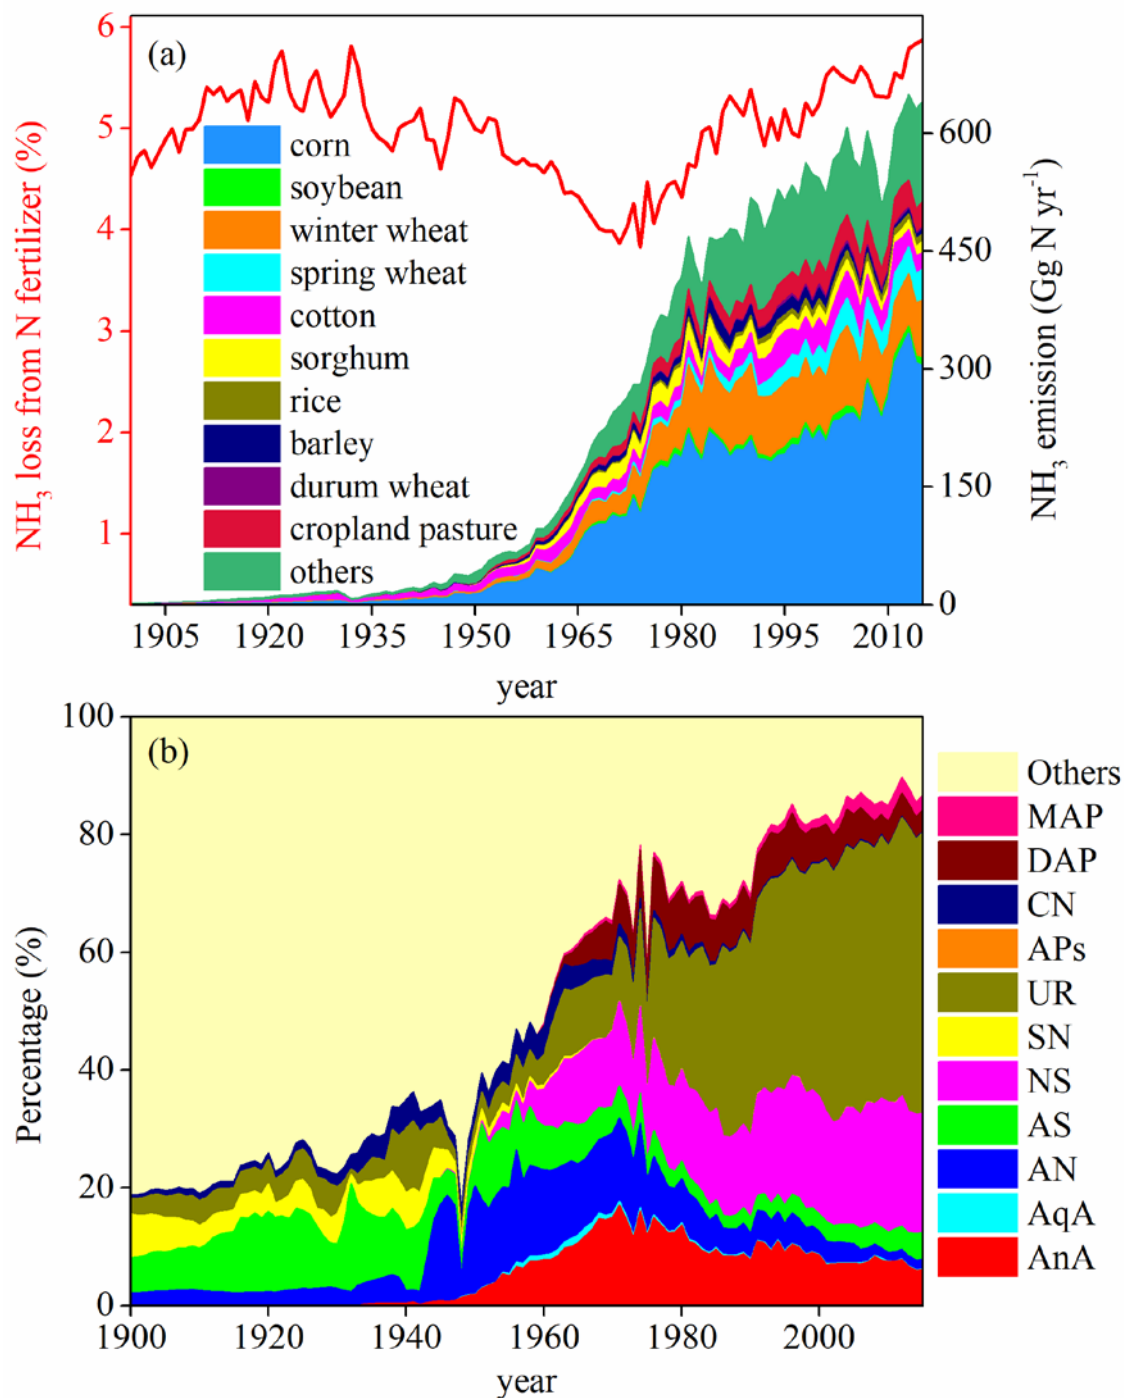 (a)
NH₃ loss from N fertilizer (%)
6
5
4
3
2
1
corn
soybean
winter wheat
spring wheat
cotton
sorghum
rice
barley
durum wheat
cropland pasture
others
600
450
300
150
0
NH₃ emission (Gg N yr⁻¹)
1905 1920 1935 1950 1965 1980 1995 2010
year
(b)
Percentage (%)
100
80
60
40
20
0
Others
MAP
DAP
CN
APs
UR
SN
NS
AS
AN
AqA
AnA
1900 1920 1940 1960 1980 2000
year